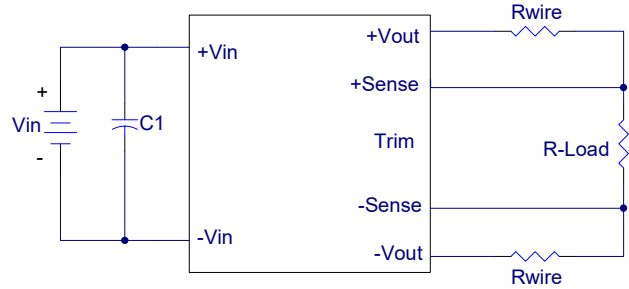 Rwire
+Vout
+Vin
+Sense
+
Vin
C1
Trim
R-Load
-
-Sense
-Vin
-Vout
Rwire